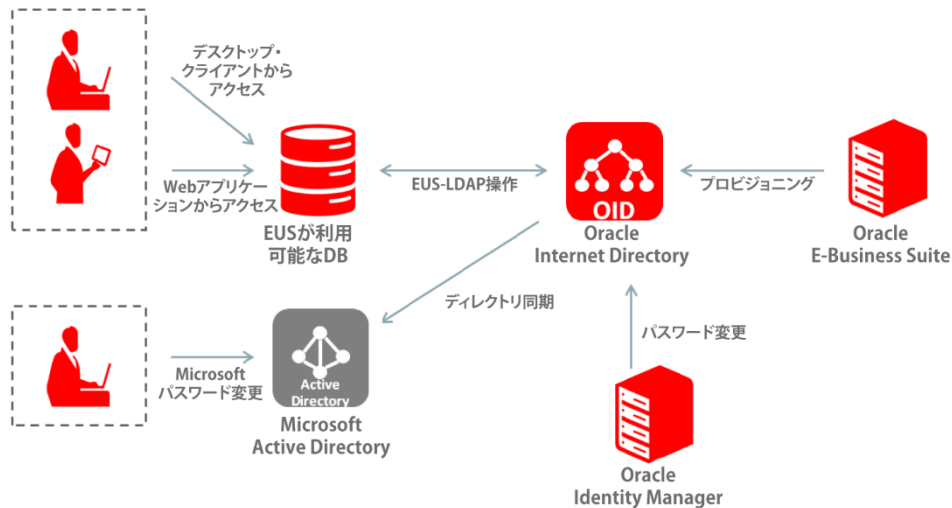 デスクトップ・
クライアントから
アクセス
Webアプリケー
ションからアクセス
EUSが利用
可能なDB
EUS-LDAP操作
OID
Oracle
Internet Directory
プロビジョニング
Oracle
E-Business Suite
ディレクトリ同期
パスワード変更
Microsoft
パスワード変更
Active
Directory
Microsoft
Active Directory
Oracle
Identity Manager